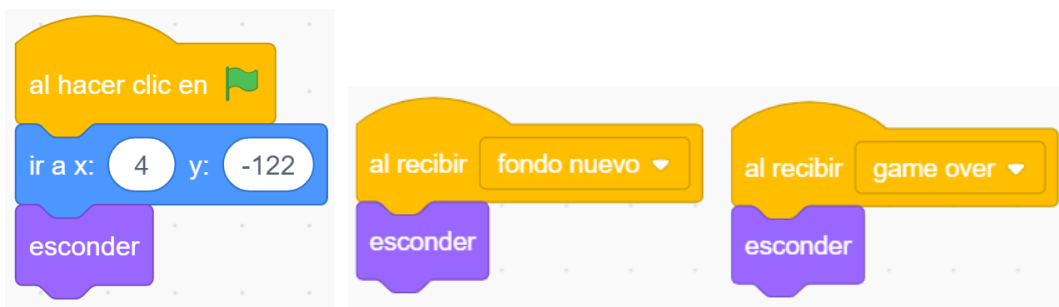 al hacer clic en
ir a x: 4 y: -122
esconder
al recibir fondo nuevo
esconder
al recibir game over
esconder